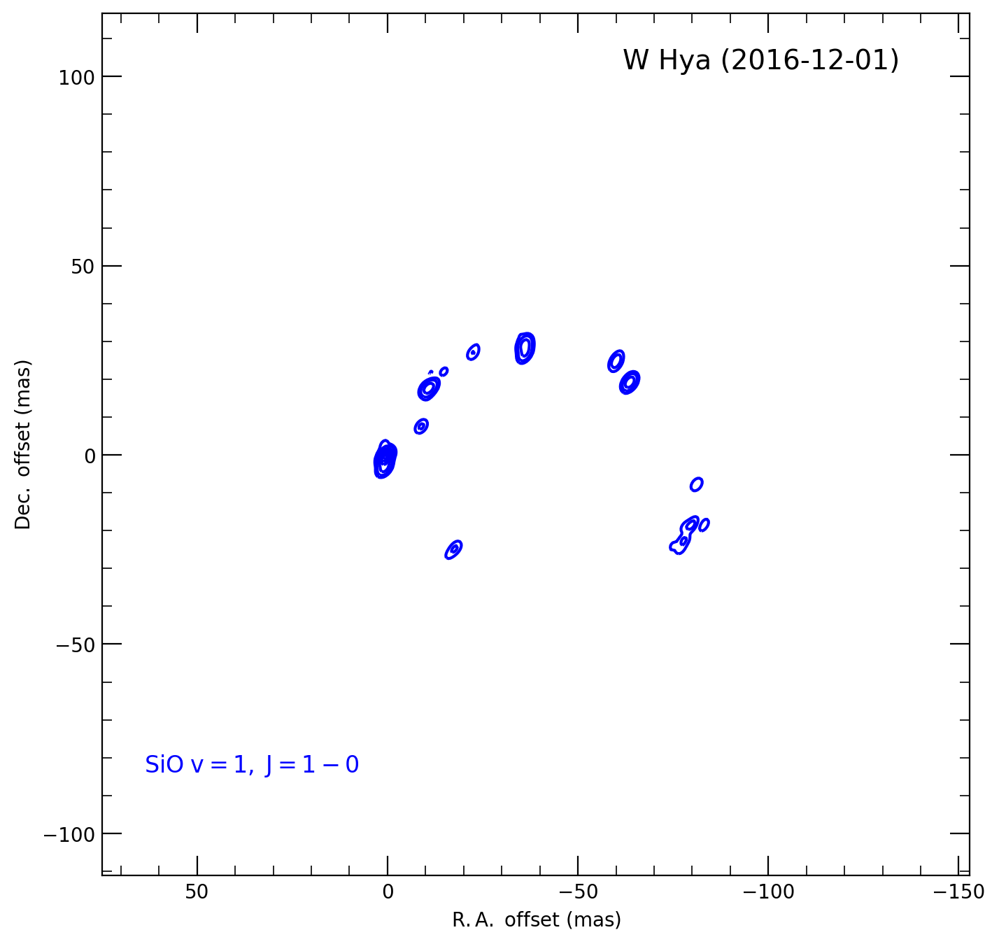 W Hya (2016-12-01)
100
50
0
−50
−100
Dec. offset (mas)
SiO v = 1, J = 1 − 0
50 0 −50 −100 −150
R.A. offset (mas)